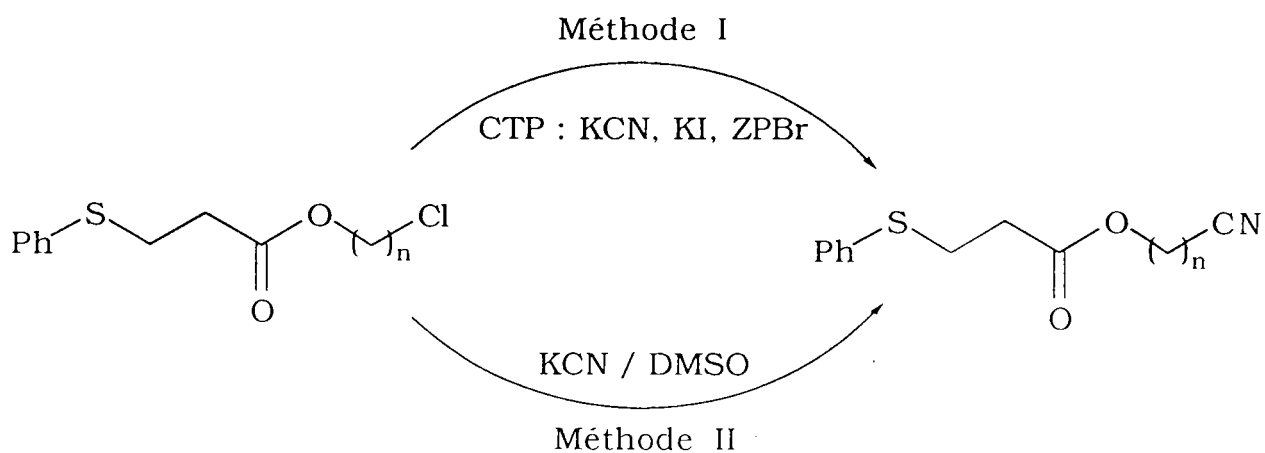 Méthode I
CTP : KCN, KI, ZPBr
Ph S O O ( )n Cl
Ph S O O ( )n CN
KCN / DMSO
Méthode II